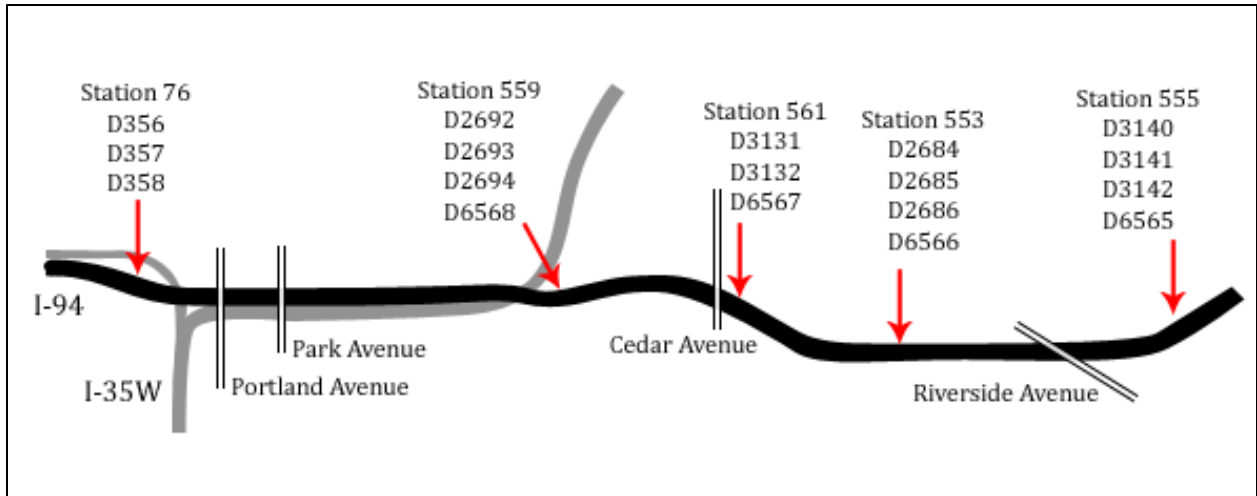 Station 76
D356
D357
D358
Station 559
D2692
D2693
D2694
D6568
Station 561
D3131
D3132
D6567
Station 553
D2684
D2685
D2686
D6566
Station 555
D3140
D3141
D3142
D6565
I-94
I-35W
Park Avenue
Portland Avenue
Cedar Avenue
Riverside Avenue